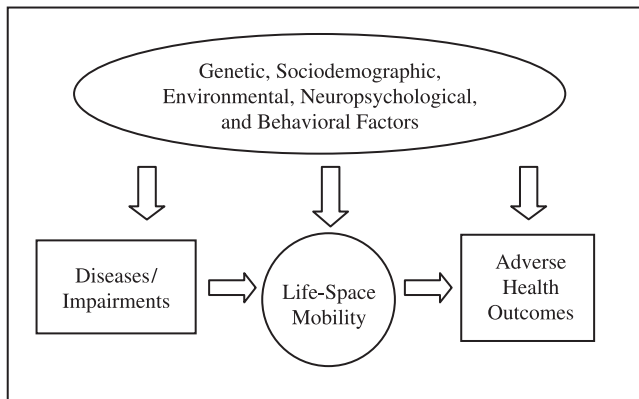 Genetic, Sociodemographic,
Environmental, Neuropsychological,
and Behavioral Factors
Diseases/
Impairments
Life-Space
Mobility
Adverse
Health
Outcomes